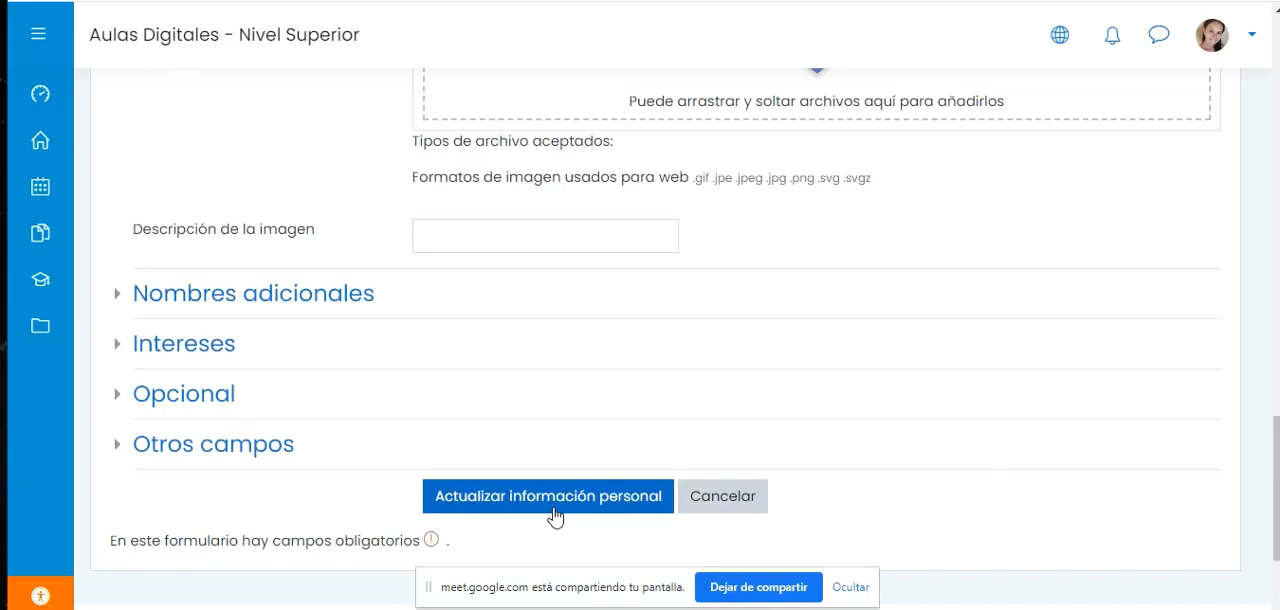 Aulas Digitales - Nivel Superior
Puede arrastrar y soltar archivos aquí para añadirlos
Tipos de archivo aceptados:
Formatos de imagen usados para web .gif .jpe .jpeg .jpg .png .svg .svgz
Descripción de la imagen
Nombres adicionales
Intereses
Opcional
Otros campos
Actualizar información personal Cancelar
En este formulario hay campos obligatorios .
meet.google.com está compartiendo tu pantalla. Dejar de compartir Ocultar